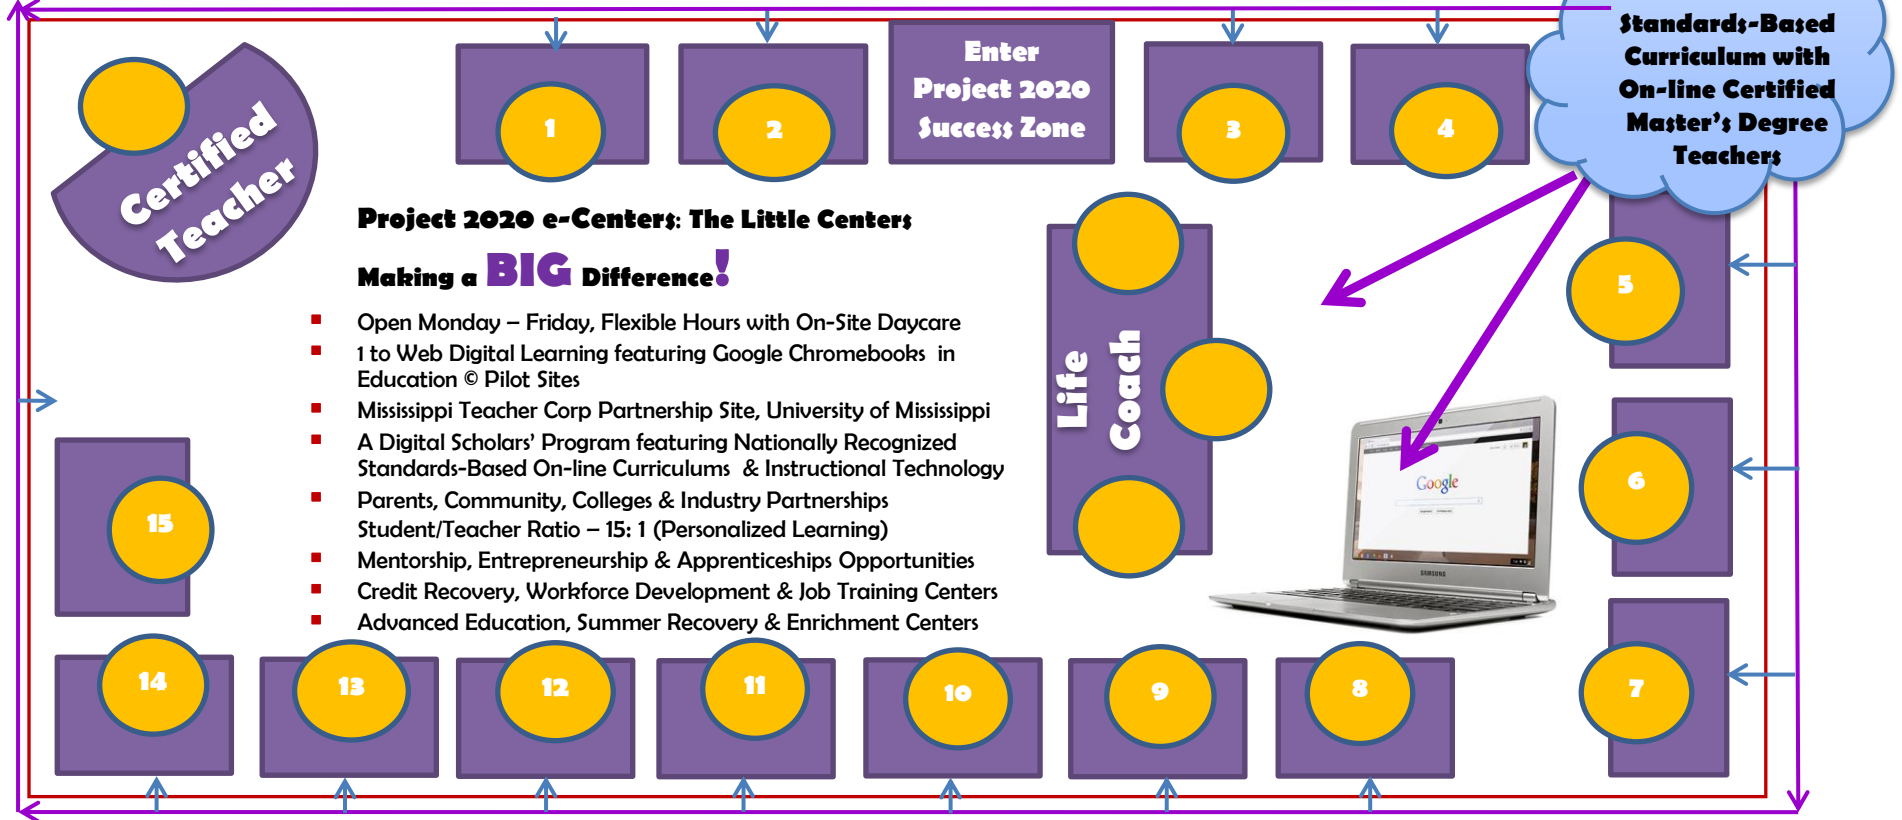 Standards-Based
Curriculum with
On-line Certified
Master's Degree
Teachers
Enter
Project 2020
Success Zone
1
2
3
4
Certified
Teacher
Project 2020 e-Centers: The Little Centers
Making a BIG Difference!
Open Monday – Friday, Flexible Hours with On-Site Daycare
1 to Web Digital Learning featuring Google Chromebooks in
Education © Pilot Sites
Mississippi Teacher Corp Partnership Site, University of Mississippi
A Digital Scholars' Program featuring Nationally Recognized
Standards-Based On-line Curriculums & Instructional Technology
Parents, Community, Colleges & Industry Partnerships
Student/Teacher Ratio – 15: 1 (Personalized Learning)
Mentorship, Entrepreneurship & Apprenticeships Opportunities
Credit Recovery, Workforce Development & Job Training Centers
Advanced Education, Summer Recovery & Enrichment Centers
Life
Coach
Google
SAMSUNG
5
6
7
15
14
13
12
11
10
9
8